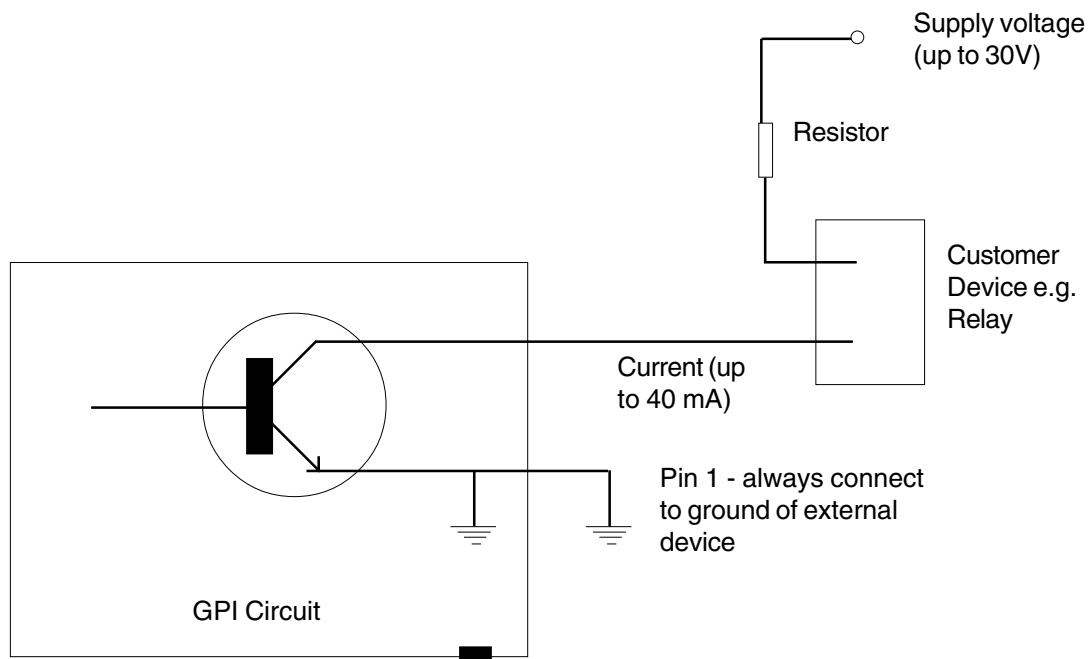 Supply voltage
(up to 30V)
Resistor
Customer
Device e.g.
Relay
Current (up
to 40 mA)
Pin 1 - always connect
to ground of external
device
GPI Circuit